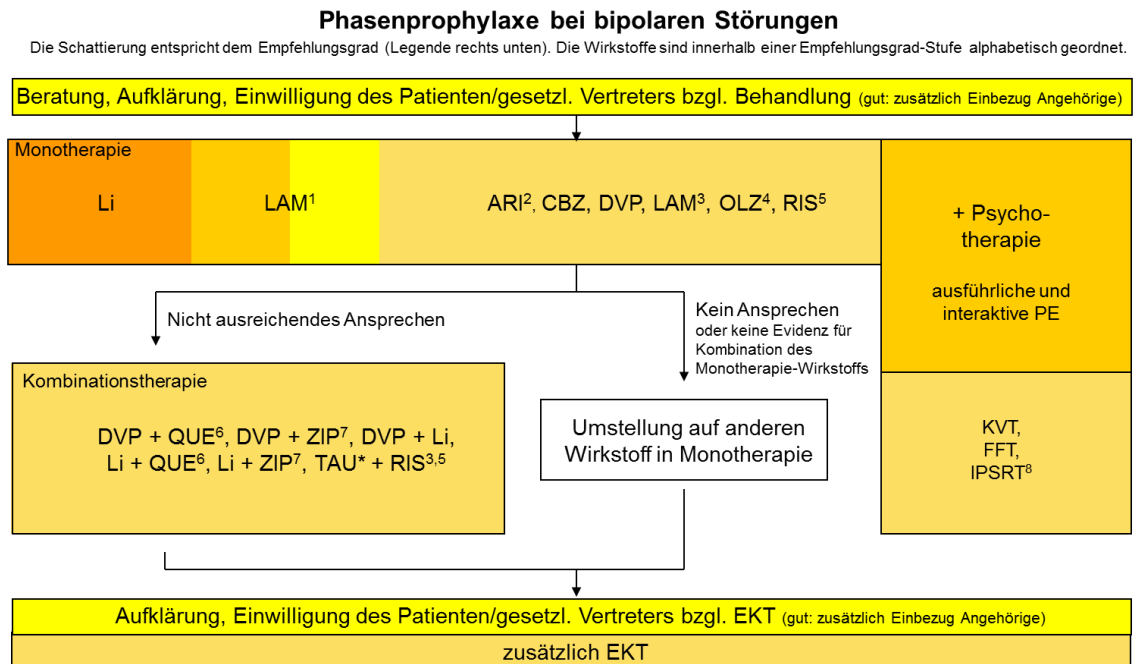 Phasenprophylaxe bei bipolaren Störungen
Die Schattierung entspricht dem Empfehlungsgrad (Legende rechts unten). Die Wirkstoffe sind innerhalb einer Empfehlungsgrad-Stufe alphabetisch geordnet.
Beratung, Aufklärung, Einwilligung des Patienten/gesetzl. Vertreters bzgl. Behandlung (gut: zusätzlich Einbezug Angehörige)
Monotherapie
Li
LAM¹
ARI², CBZ, DVP, LAM³, OLZ⁴, RIS⁵
+ Psycho-
therapie
ausführliche und
interaktive PE
Nicht ausreichendes Ansprechen
Kein Ansprechen
oder keine Evidenz für
Kombination des
Monotherapie-Wirkstoffs
Kombinationstherapie
DVP + QUE⁶, DVP + ZIP⁷, DVP + Li,
Li + QUE⁶, Li + ZIP⁷, TAU* + RIS³,⁵
Umstellung auf anderen
Wirkstoff in Monotherapie
KVT,
FFT,
IPSRT⁸
Aufklärung, Einwilligung des Patienten/gesetzl. Vertreters bzgl. EKT (gut: zusätzlich Einbezug Angehörige)
zusätzlich EKT